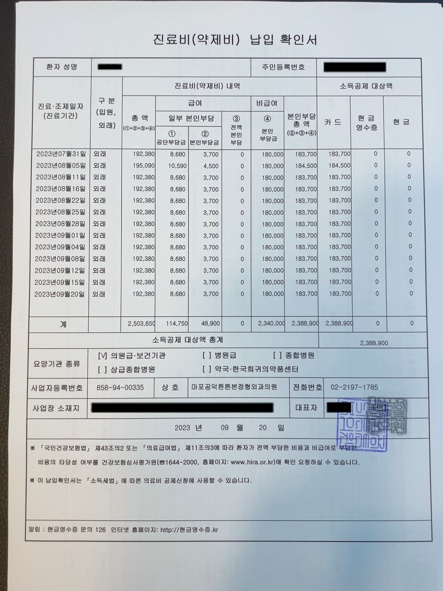 진료비(약제비) 납입 확인서
환자 성명 주민등록번호
진료·조제일자 (진료기간) 구 분 (입원, 외래) 진료비(약제비) 내역 소득공제 대상액
총 액 (①+②+③+④) 급여 비급여 본인부담 총 액 (②+③+④) 카 드 현 금 영수증 현 금
일부 본인부담 ③ 전액 본인 부담 ④ 본인 부담금
① 공단부담금 ② 본인부담금
2023년07월31일 외래 192,380 8,680 3,700 0 180,000 183,700 183,700 0 0
2023년08월05일 외래 195,090 10,590 4,500 0 180,000 184,500 184,500 0 0
2023년08월11일 외래 192,380 8,680 3,700 0 180,000 183,700 183,700 0 0
2023년08월16일 외래 192,380 8,680 3,700 0 180,000 183,700 183,700 0 0
2023년08월22일 외래 192,380 8,680 3,700 0 180,000 183,700 183,700 0 0
2023년08월25일 외래 192,380 8,680 3,700 0 180,000 183,700 183,700 0 0
2023년08월28일 외래 192,380 8,680 3,700 0 180,000 183,700 183,700 0 0
2023년09월01일 외래 192,380 8,680 3,700 0 180,000 183,700 183,700 0 0
2023년09월04일 외래 192,380 8,680 3,700 0 180,000 183,700 183,700 0 0
2023년09월08일 외래 192,380 8,680 3,700 0 180,000 183,700 183,700 0 0
2023년09월12일 외래 192,380 8,680 3,700 0 180,000 183,700 183,700 0 0
2023년09월15일 외래 192,380 8,680 3,700 0 180,000 183,700 183,700 0 0
2023년09월20일 외래 192,380 8,680 3,700 0 180,000 183,700 183,700 0 0
계 2,503,650 114,750 48,900 0 2,340,000 2,388,900 2,388,900 0 0
소득공제 대상액 총계 2,388,900
요양기관 종류 [V] 의원급·보건기관 [ ] 병원급 [ ] 종합병원
[ ] 상급종합병원 [ ] 약국·한국희귀의약품센터
사업자등록번호 858-94-00335 상 호 마포공덕튼튼본정형외과의원 전화번호 02-2197-1785
사업장 소재지 대표자
2023 년 09 월 20 일
※ 「국민건강보험법」 제43조의2 또는 「의료급여법」 제11조의3에 따라 환자가 전액 부담한 비용과 비급여로 부담한
비용의 타당성 여부를 건강보험심사평가원(☎1644-2000, 홈페이지: www.hira.or.kr)에 확인 요청하실 수 있습니다.
※ 이 납입확인서는 「소득세법」에 따른 의료비 공제신청에 사용할 수 있습니다.
알림 : 현금영수증 문의 126 인터넷 홈페이지: http://현금영수증.kr